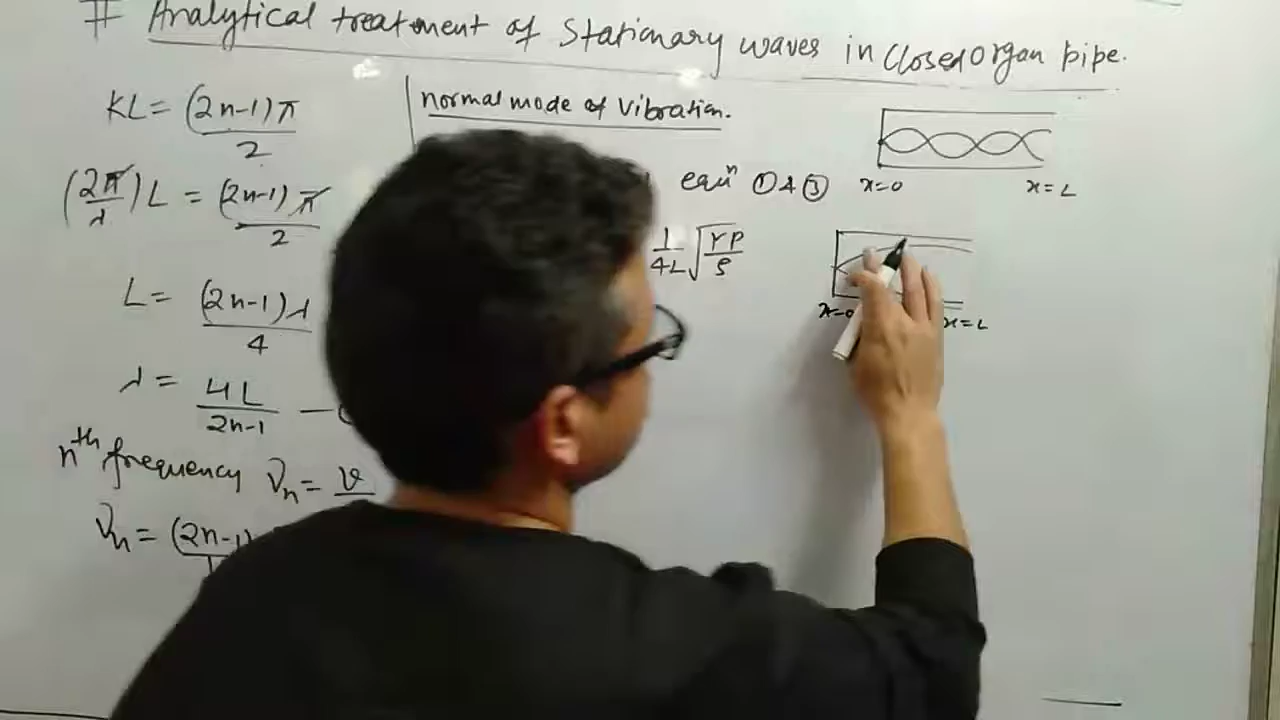 # Analytical treatment of Stationary waves in Closed Organ pipe.
KL = (2n-1)π / 2
(2π/λ) L = (2n-1) π / 2
L = (2n-1)λ / 4
λ = 4L / 2n-1 —
nth frequency νn = v
νn = (2n-1)
normal mode of Vibration.
equn ① & ③
1/4L √(γP/ρ)
x=0 x=L
x=0 x=L